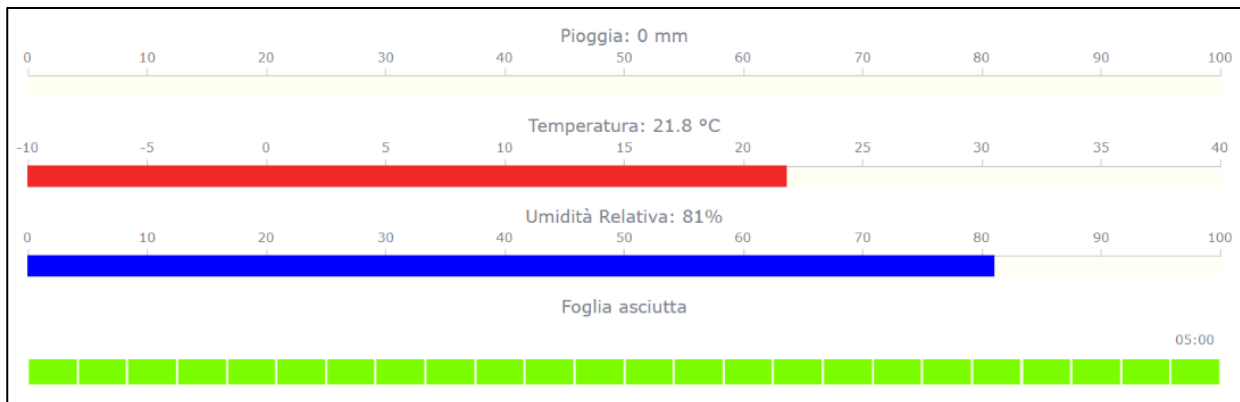 Pioggia: 0 mm
0 10 20 30 40 50 60 70 80 90 100
Temperatura: 21.8 °C
-10 -5 0 5 10 15 20 25 30 35 40
Umidità Relativa: 81%
0 10 20 30 40 50 60 70 80 90 100
Foglia asciutta
05:00